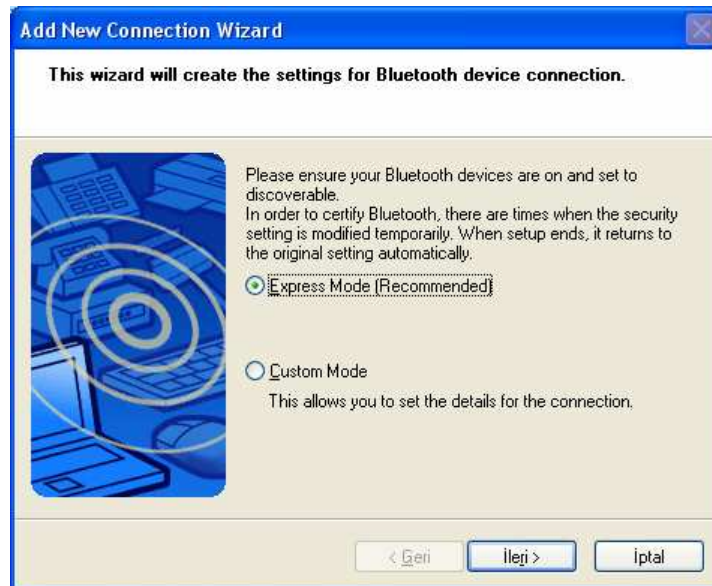 Add New Connection Wizard
This wizard will create the settings for Bluetooth device connection.
Please ensure your Bluetooth devices are on and set to
discoverable.
In order to certify Bluetooth, there are times when the security
setting is modified temporarily. When setup ends, it returns to
the original setting automatically.
Express Mode (Recommended)
Custom Mode
This allows you to set the details for the connection.
< Geri
İleri >
İptal